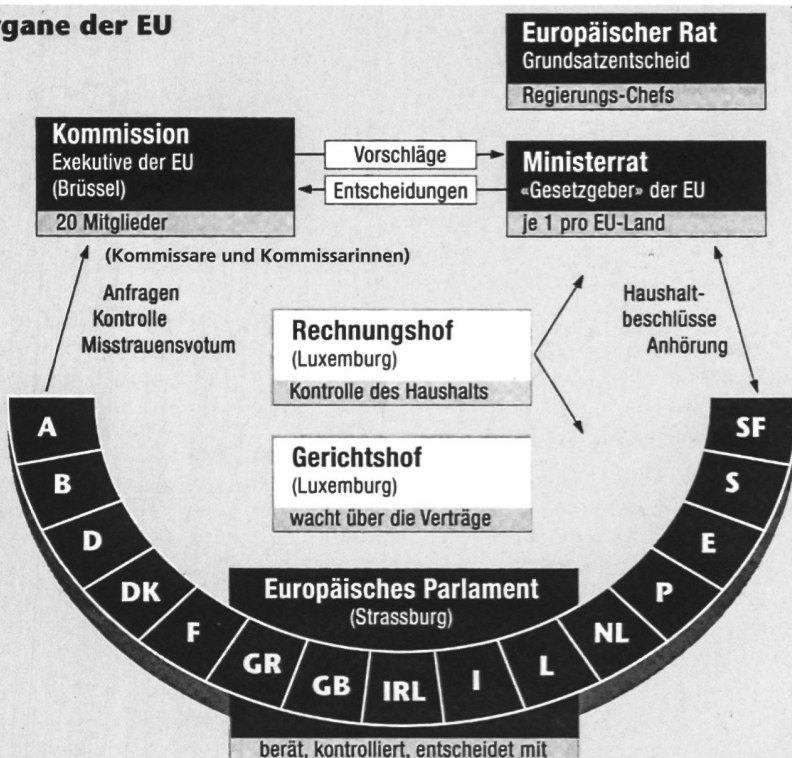 rgane der EU
Europäischer Rat
Grundsatzentscheid
Regierungs-Chefs
Kommission
Exekutive der EU
(Brüssel)
20 Mitglieder
(Kommissare und Kommissarinnen)
Vorschläge
Entscheidungen
Ministerrat
«Gesetzgeber» der EU
je 1 pro EU-Land
Anfragen
Kontrolle
Misstrauensvotum
Rechnungshof
(Luxemburg)
Kontrolle des Haushalts
Haushalt-
beschlüsse
Anhörung
Gerichtshof
(Luxemburg)
wacht über die Verträge
Europäisches Parlament
(Strassburg)
A
B
D
DK
F
GR
GB
IRL
I
L
NL
P
E
S
SF
berät, kontrolliert, entscheidet mit